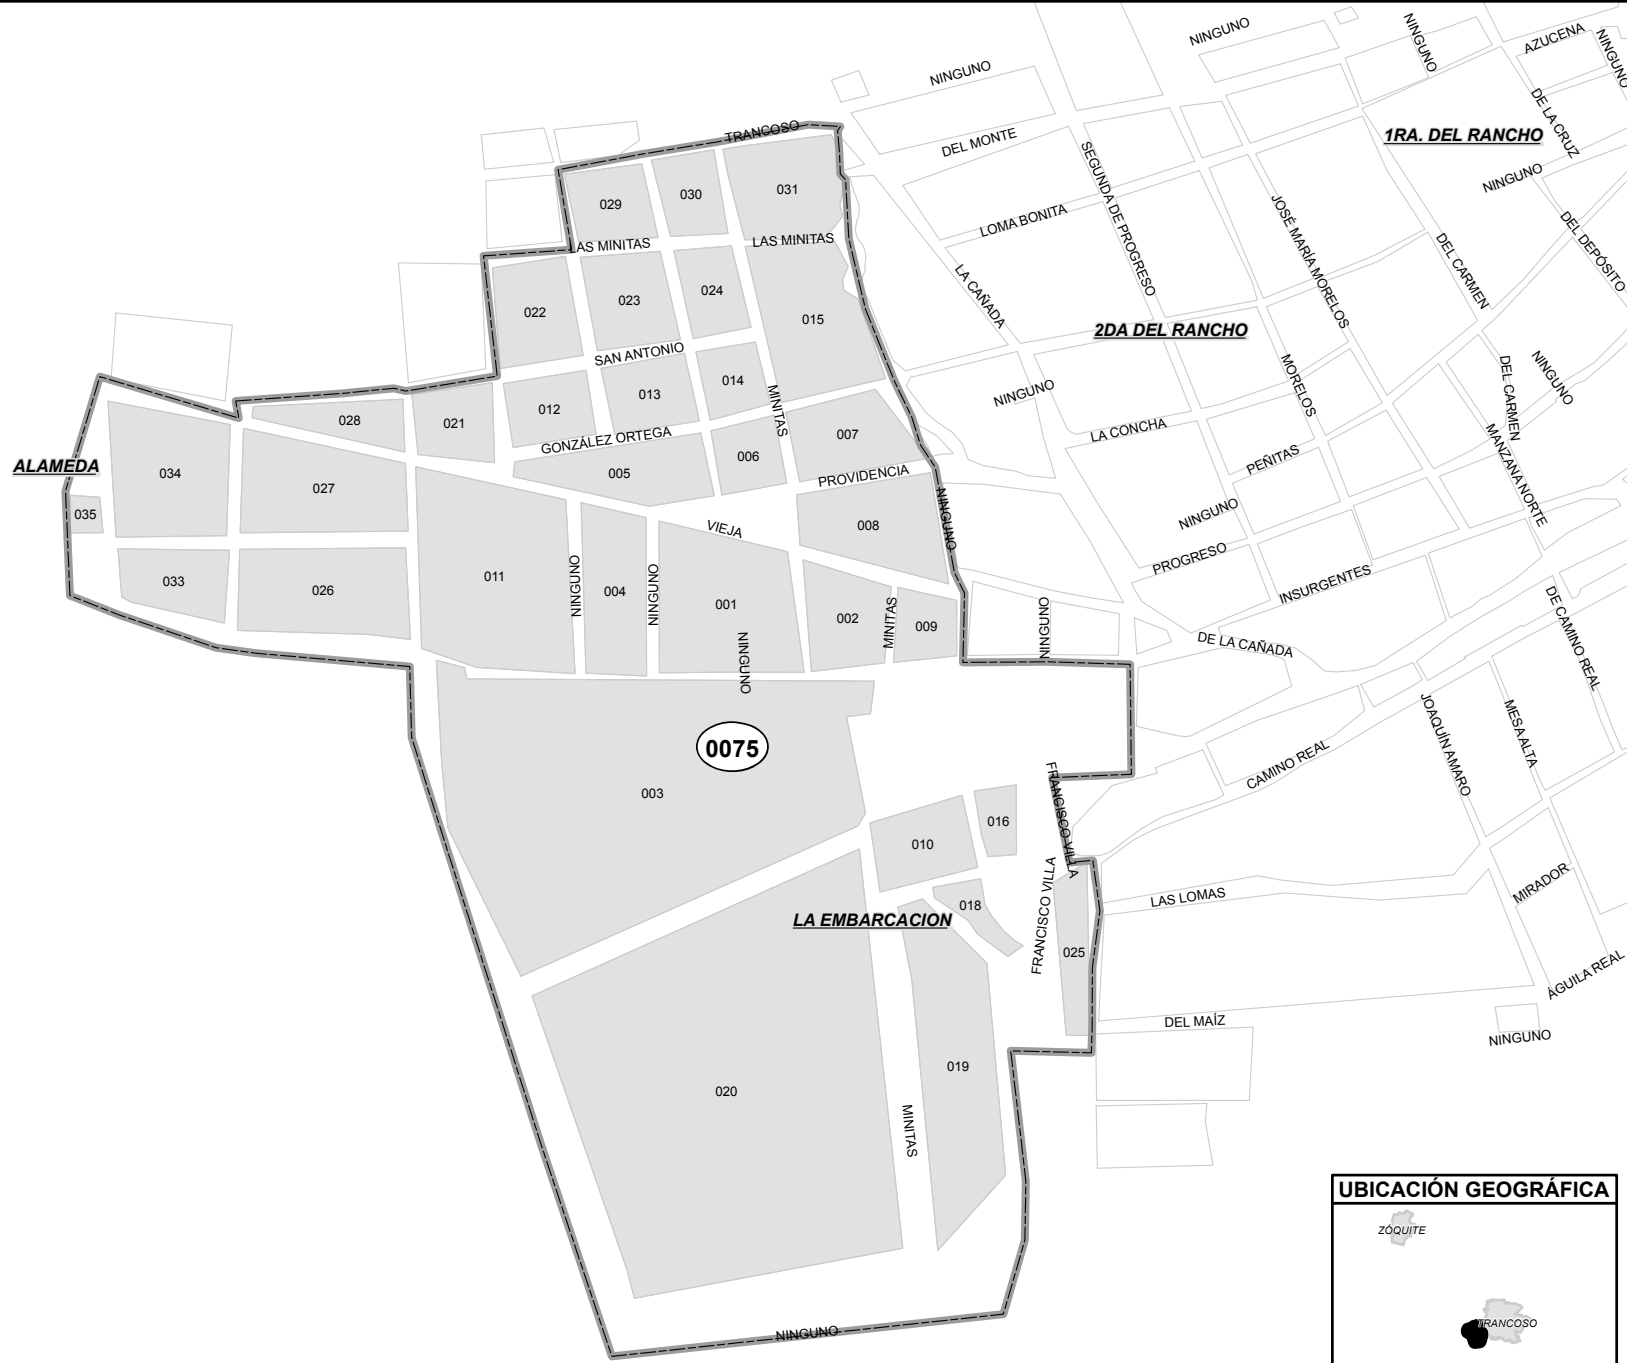 NINGUNO
NINGUNO
AZUCENA
NINGUNO
NINGUNO
DE LA CRUZ
TRANCOSO
DEL MONTE
1RA. DEL RANCHO
SEGUNDA DE PROGRESO
NINGUNO
029
030
031
LOMA BONITA
JOSÉ MARÍA MORELOS
DEL CARMEN
DEL DEPÓSITO
LAS MINITAS
LAS MINITAS
LA CAÑADA
022
023
024
015
2DA DEL RANCHO
SAN ANTONIO
012
013
014
MINITAS
NINGUNO
MORELOS
DEL CARMEN
NINGUNO
028
021
GONZÁLEZ ORTEGA
007
LA CONCHA
PEÑITAS
MANZANA NORTE
ALAMEDA
034
027
005
006
PROVIDENCIA
NINGUNO
035
VIEJA
008
NINGUNO
PROGRESO
INSURGENTES
033
026
011
NINGUNO
004
NINGUNO
001
NINGUNO
002
MINITAS
009
NINGUNO
DE LA CAÑADA
DE CAMINO REAL
0075
003
FRANCISCO VILLA
CAMINO REAL
JOAQUÍN AMARO
MESA ALTA
010
016
018
LA EMBARCACION
FRANCISCO VILLA
025
LAS LOMAS
MIRADOR
ÁGUILA REAL
DEL MAÍZ
NINGUNO
020
019
MINITAS
NINGUNO
UBICACIÓN GEOGRÁFICA
ZÓQUITE
TRANCOSO